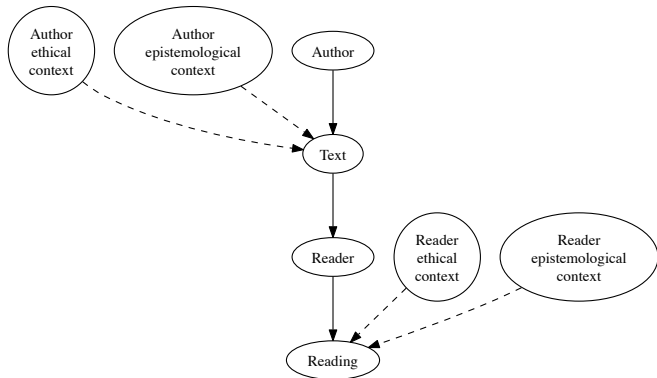 Author
ethical
context
Author
epistemological
context
Author
Text
Reader
Reader
ethical
context
Reader
epistemological
context
Reading